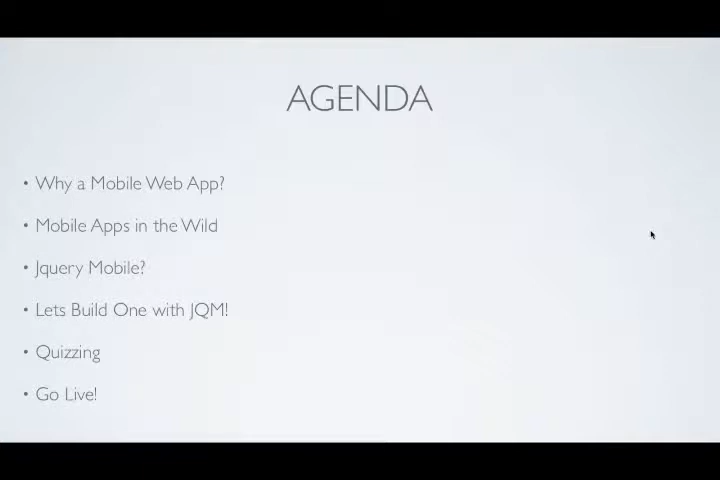 AGENDA
• Why a Mobile Web App?
• Mobile Apps in the Wild
• Jquery Mobile?
• Lets Build One with JQM!
• Quizzing
• Go Live!